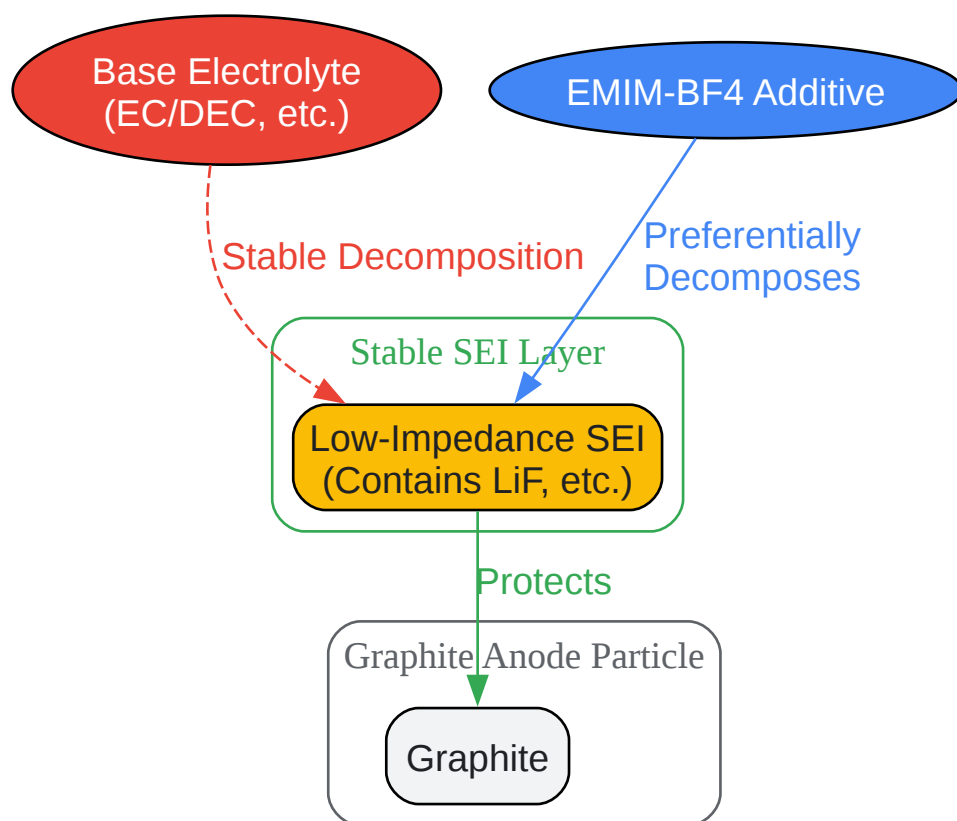 Base Electrolyte
(EC/DEC, etc.)
EMIM-BF4 Additive
Stable Decomposition
Preferentially
Decomposes
Stable SEI Layer
Low-Impedance SEI
(Contains LiF, etc.)
Protects
Graphite Anode Particle
Graphite